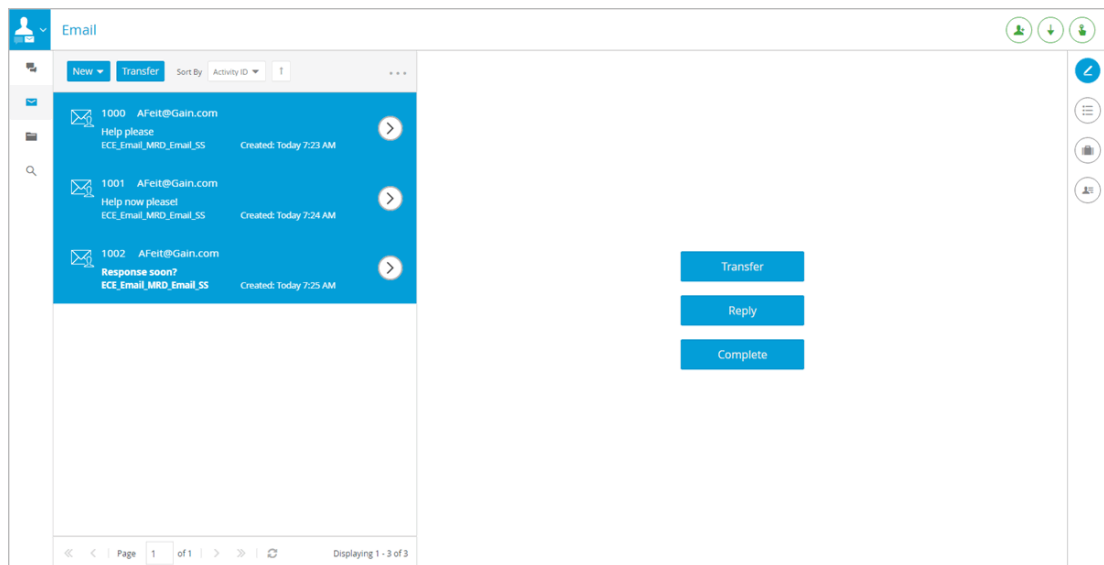 Email
New Transfer Sort By Activity ID
1000 AFeit@Gain.com
Help please
ECE_Email_MRD_Email_SS Created: Today 7:23 AM
1001 AFeit@Gain.com
Help now please!
ECE_Email_MRD_Email_SS Created: Today 7:24 AM
1002 AFeit@Gain.com
Response soon?
ECE_Email_MRD_Email_SS Created: Today 7:25 AM
Transfer
Reply
Complete
Page 1 of 1 Displaying 1 - 3 of 3